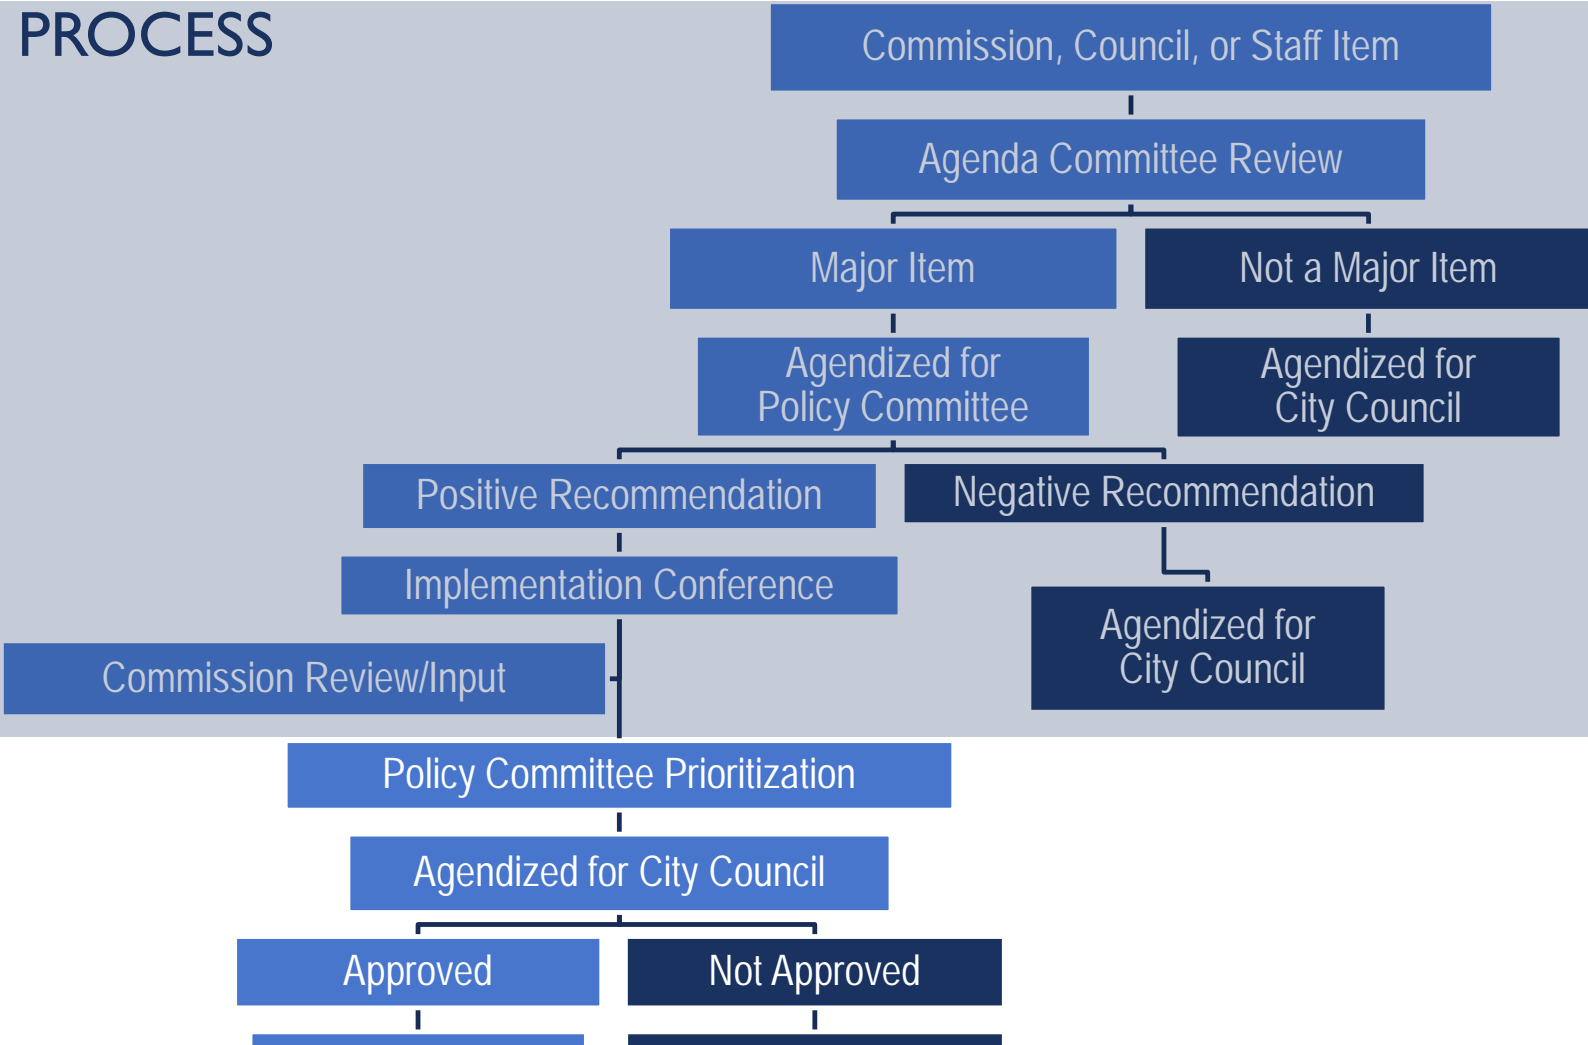 PROCESS
Commission, Council, or Staff Item
Agenda Committee Review
Major Item
Not a Major Item
Agendized for
Policy Committee
Agendized for
City Council
Positive Recommendation
Negative Recommendation
Implementation Conference
Agendized for
City Council
Commission Review/Input
Policy Committee Prioritization
Agendized for City Council
Approved
Not Approved